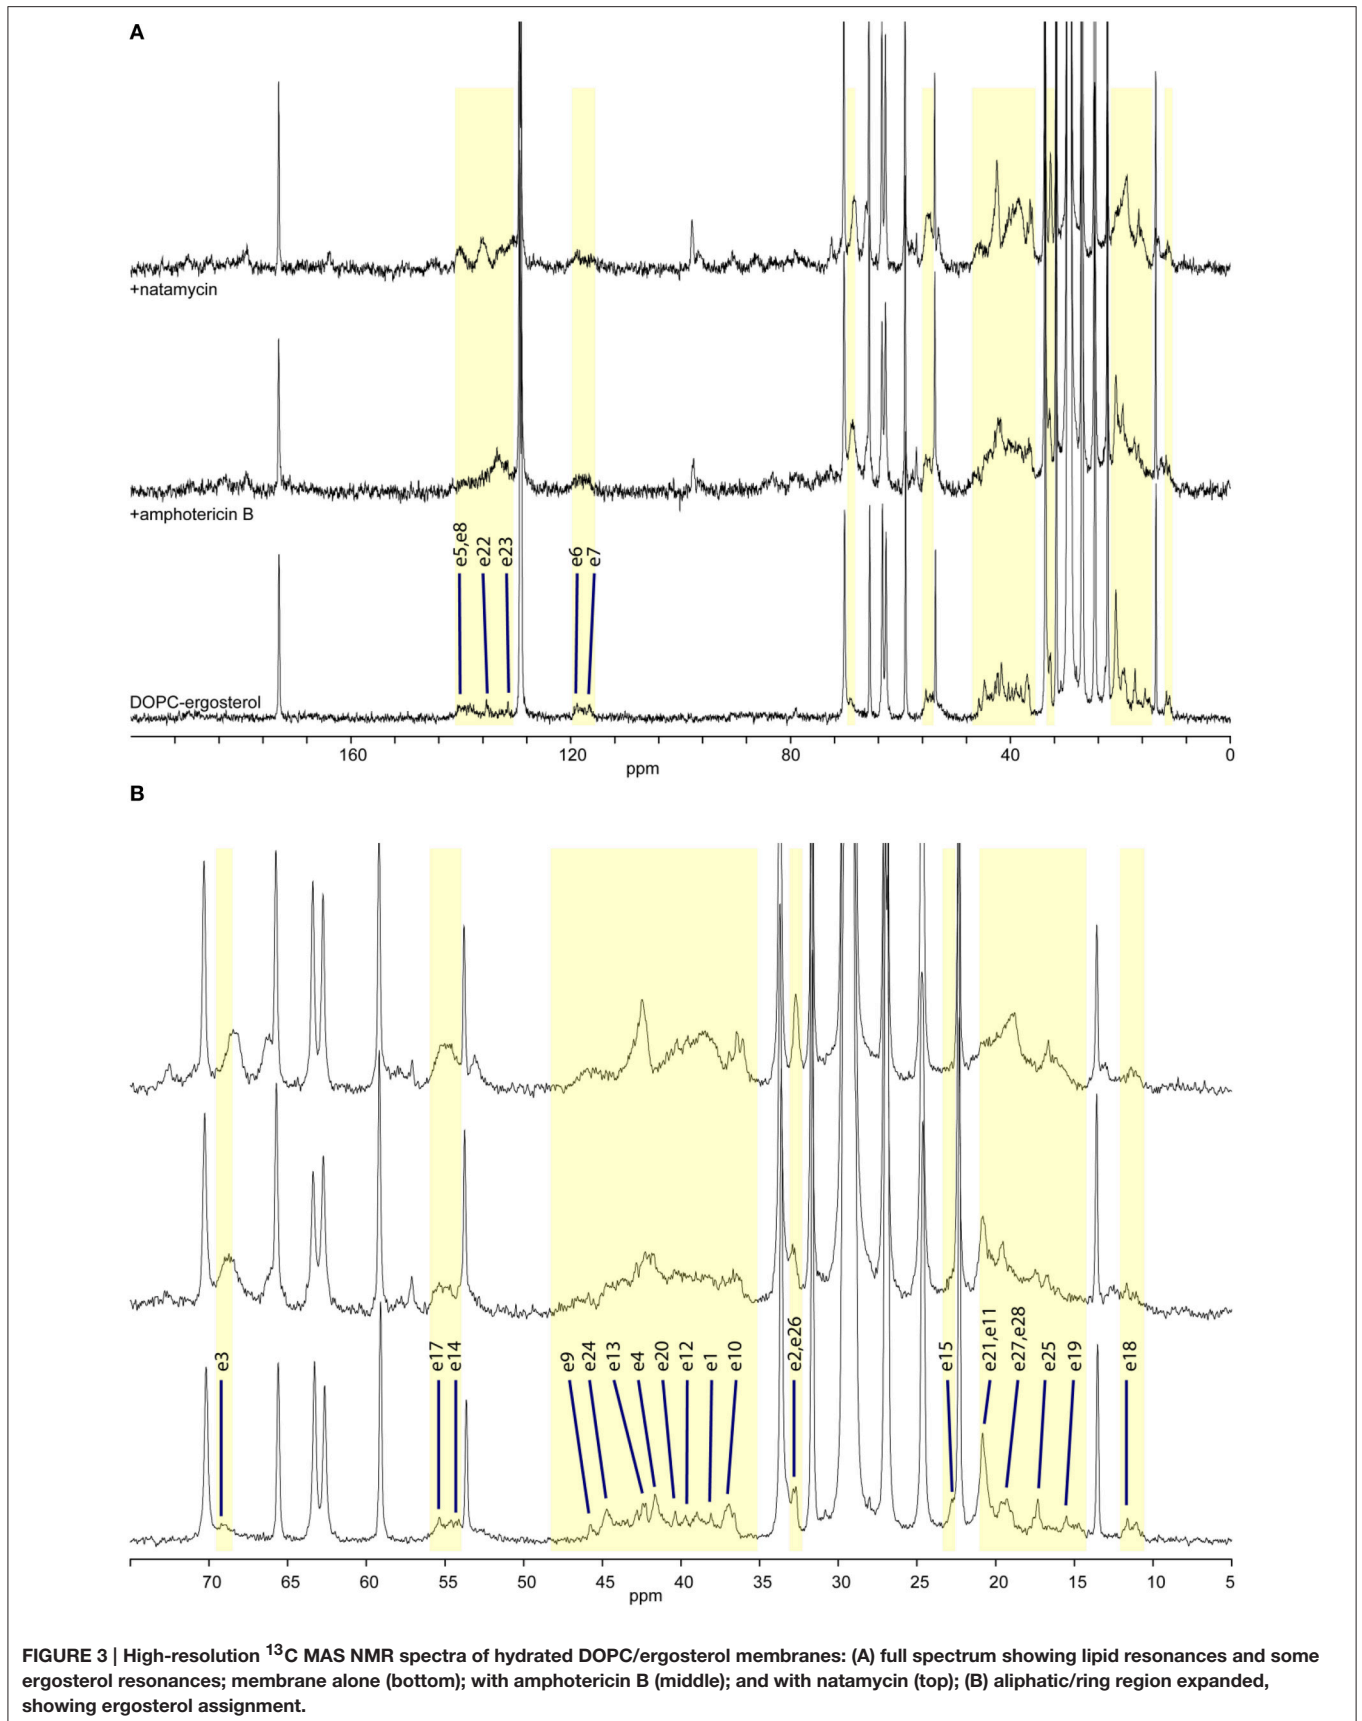 A
+natamycin
+amphotericin B
e5,e8
e22
e23
e6
e7
DOPC-ergosterol
160
120
80
40
0
ppm
B
e3
e17
e14
e9
e24
e13
e4
e20
e12
e1
e10
e2,e26
e15
e21,e11
e27,e28
e25
e19
e18
70
65
60
55
50
45
40
35
30
25
20
15
10
5
ppm
FIGURE 3 | High-resolution ¹³C MAS NMR spectra of hydrated DOPC/ergosterol membranes: (A) full spectrum showing lipid resonances and some
ergosterol resonances; membrane alone (bottom); with amphotericin B (middle); and with natamycin (top); (B) aliphatic/ring region expanded,
showing ergosterol assignment.